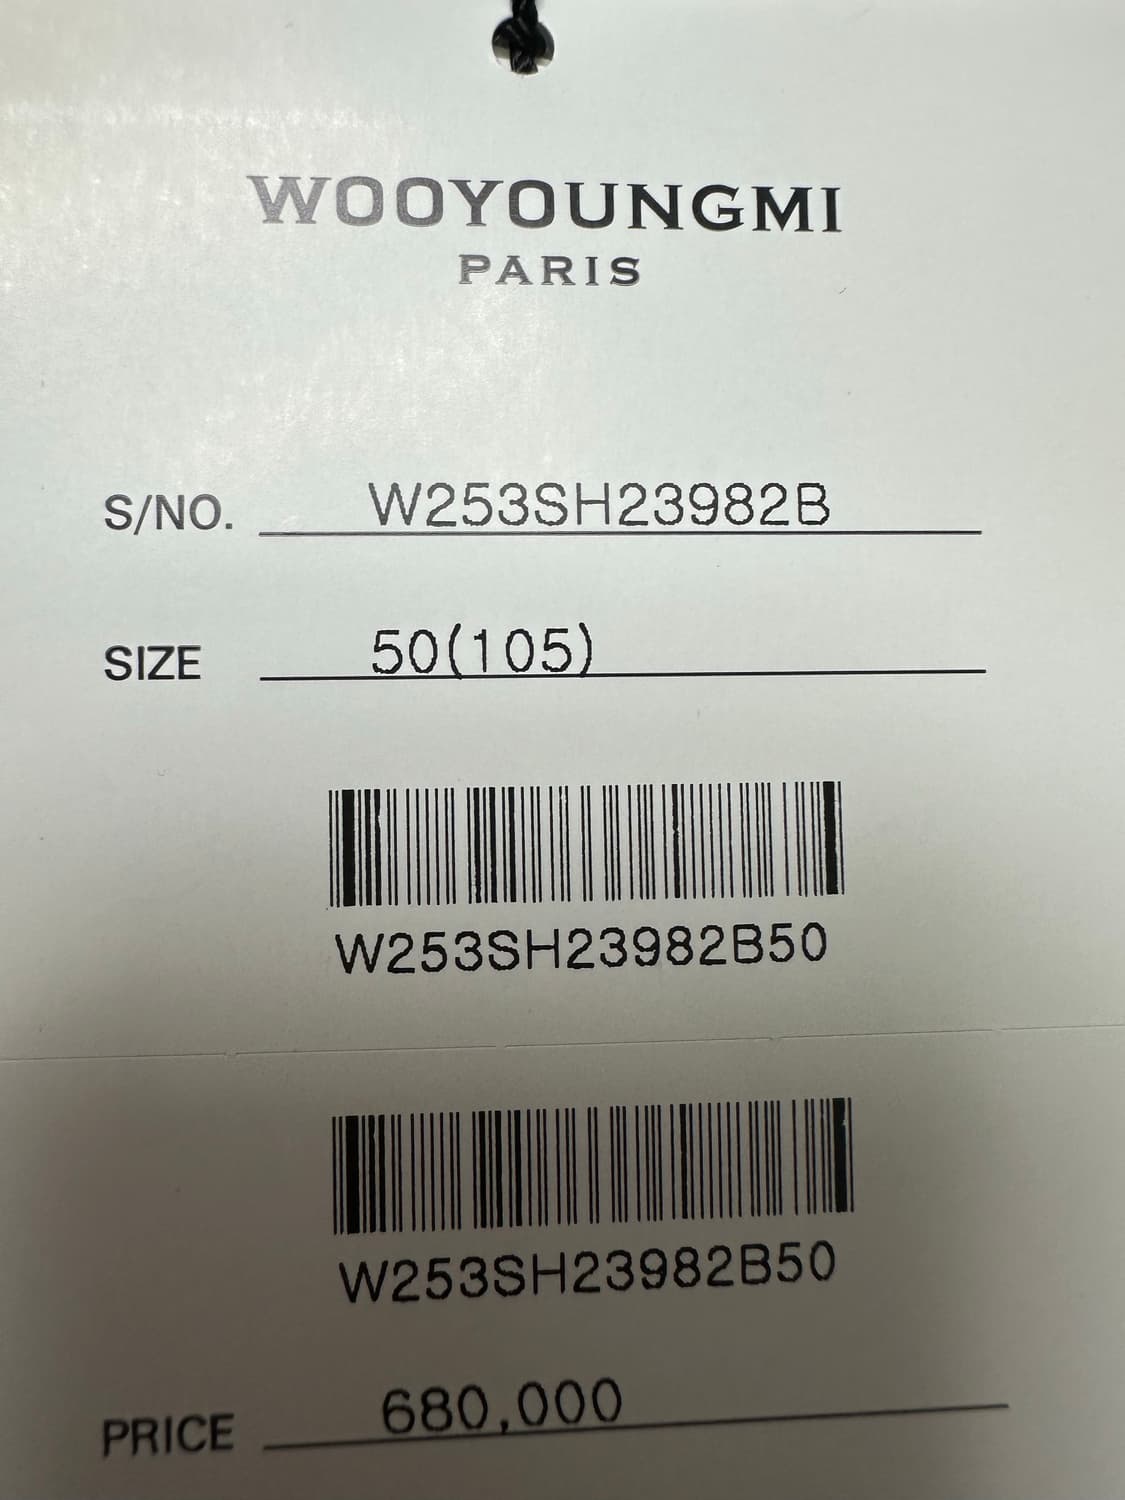 WOOYOUNGMI
PARIS
S/NO. W253SH23982B
SIZE 50(105)
W253SH23982B50
W253SH23982B50
PRICE 680,000